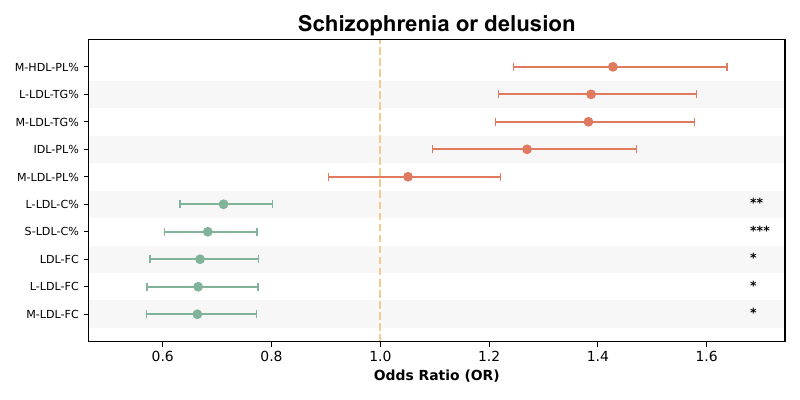 Schizophrenia or delusion
M-HDL-PL%
L-LDL-TG%
M-LDL-TG%
IDL-PL%
M-LDL-PL%
L-LDL-C% **
S-LDL-C% ***
LDL-FC *
L-LDL-FC *
M-LDL-FC *
0.6 0.8 1.0 1.2 1.4 1.6
Odds Ratio (OR)